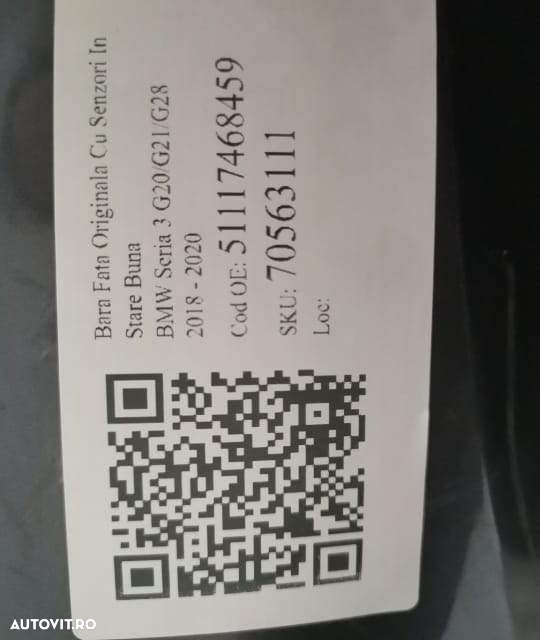 Bara Fata Originala Cu Senzori In
Stare Buna
BMW Seria 3 G20/G21/G28
2018 - 2020
Cod OE: 51117468459
SKU: 70563111
Loc:
AUTOVIT.RO